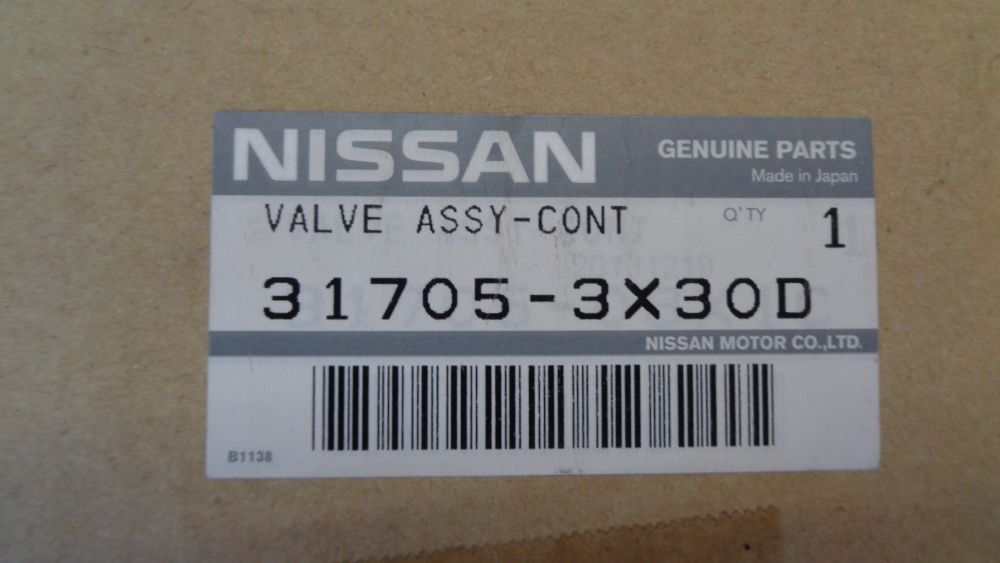 NISSAN
GENUINE PARTS
Made in Japan
VALVE ASSY-CONT
Q'TY
1
31705-3X30D
NISSAN MOTOR CO.,LTD.
B1138